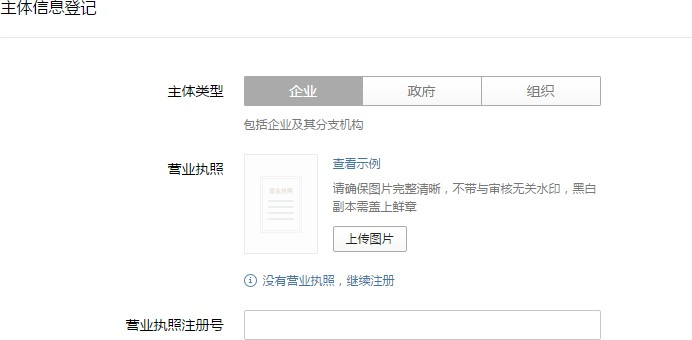 主体信息登记
主体类型
企业
政府
组织
包括企业及其分支机构
营业执照
查看示例
请确保图片完整清晰，不带与审核无关水印，黑白
副本需盖上鲜章
上传图片
没有营业执照，继续注册
营业执照注册号